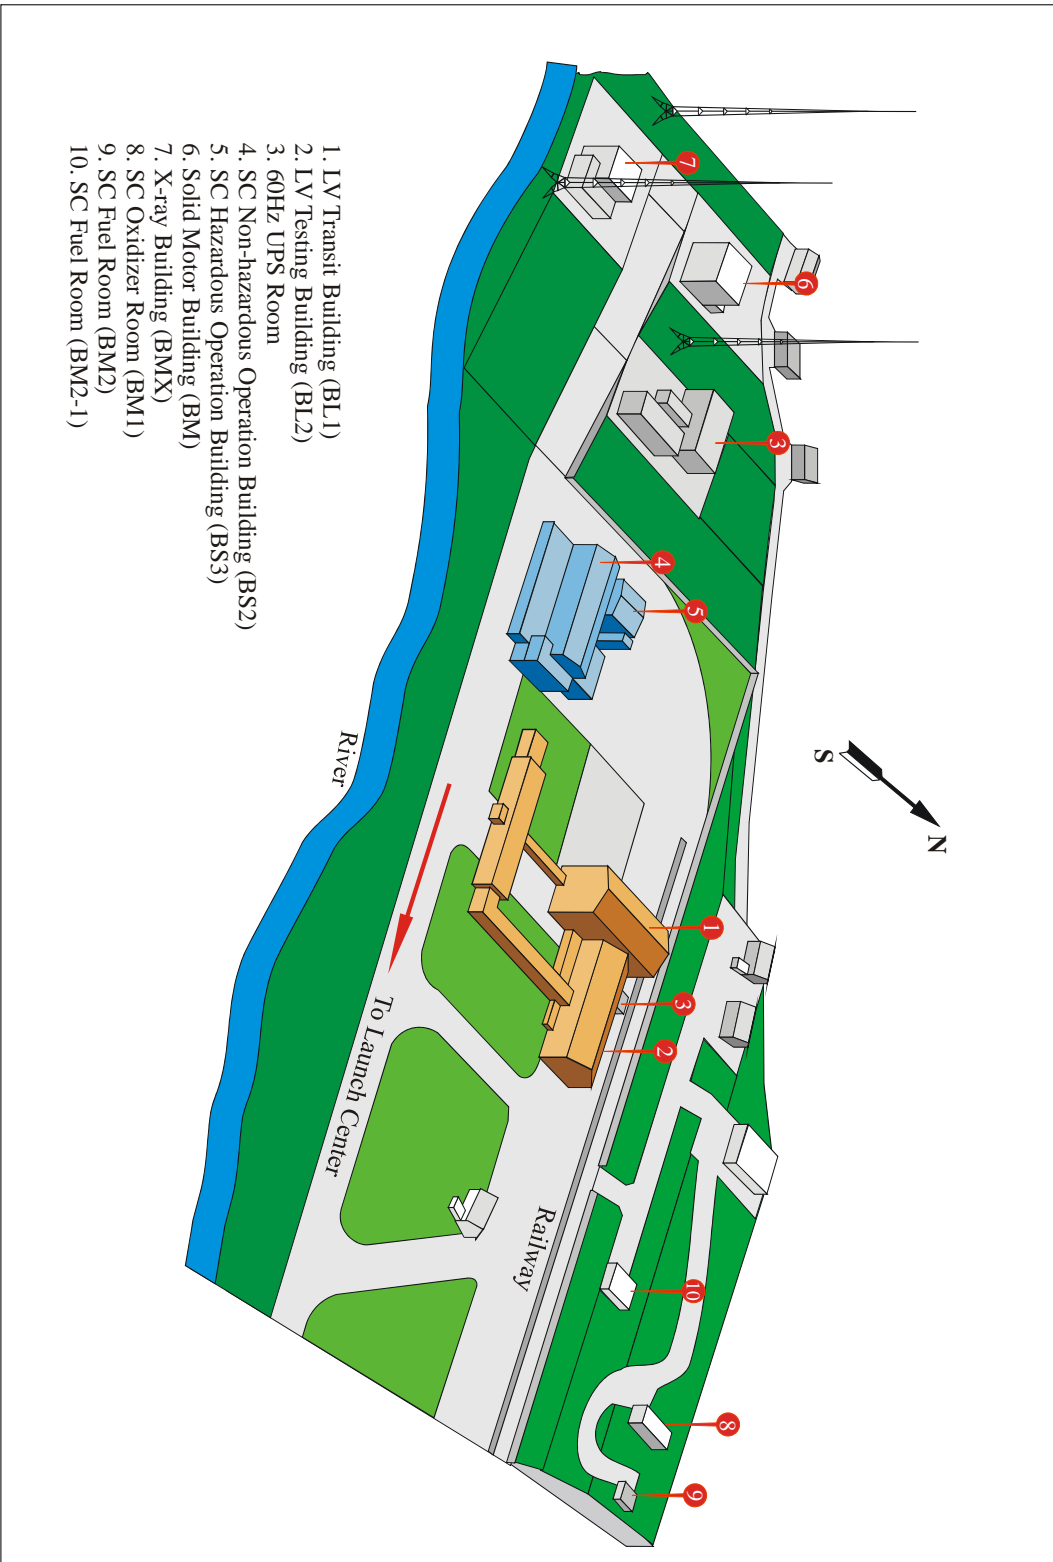 1. LV Transit Building (BL1)
2. LV Testing Building (BL2)
3. 60Hz UPS Room
4. SC Non-hazardous Operation Building (BS2)
5. SC Hazardous Operation Building (BS3)
6. Solid Motor Building (BM)
7. X-ray Building (BMX)
8. SC Oxidizer Room (BM1)
9. SC Fuel Room (BM2)
10. SC Fuel Room (BM2-1)
N
S
7
6
3
4
5
1
3
2
10
8
9
River
To Launch Center
Railway